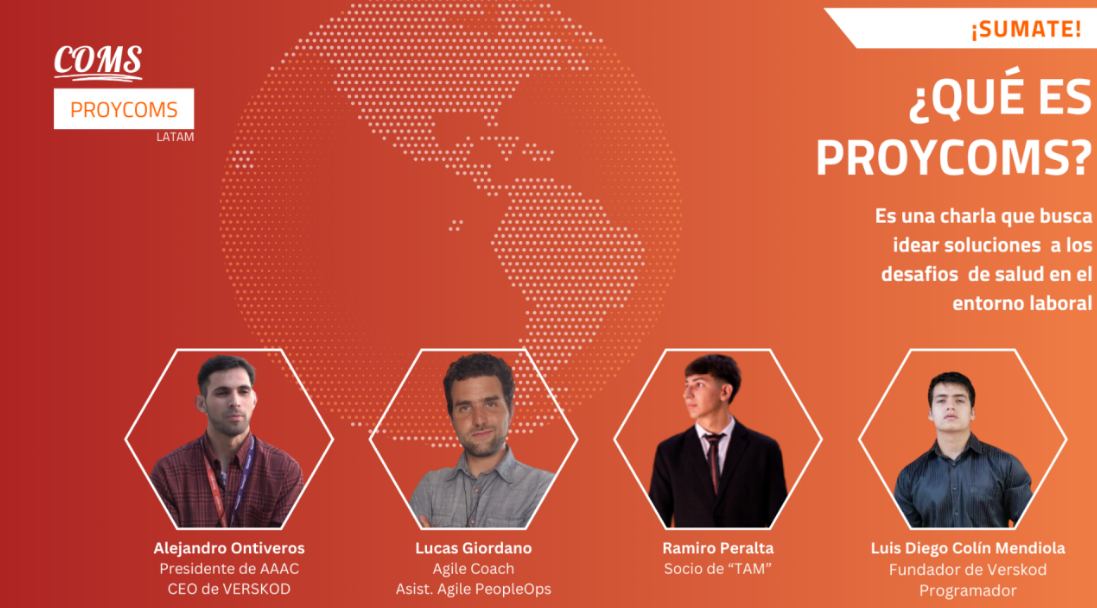 COMS
PROYCOMS
LATAM
¡SUMATE!
¿QUÉ ES
PROYCOMS?
Es una charla que busca
idear soluciones a los
desafios de salud en el
entorno laboral
Alejandro Ontiveros
Presidente de AAAC
CEO de VERSKOD
Lucas Giordano
Agile Coach
Asist. Agile PeopleOps
Ramiro Peralta
Socio de “TAM”
Luis Diego Colín Mendiola
Fundador de Verskod
Programador